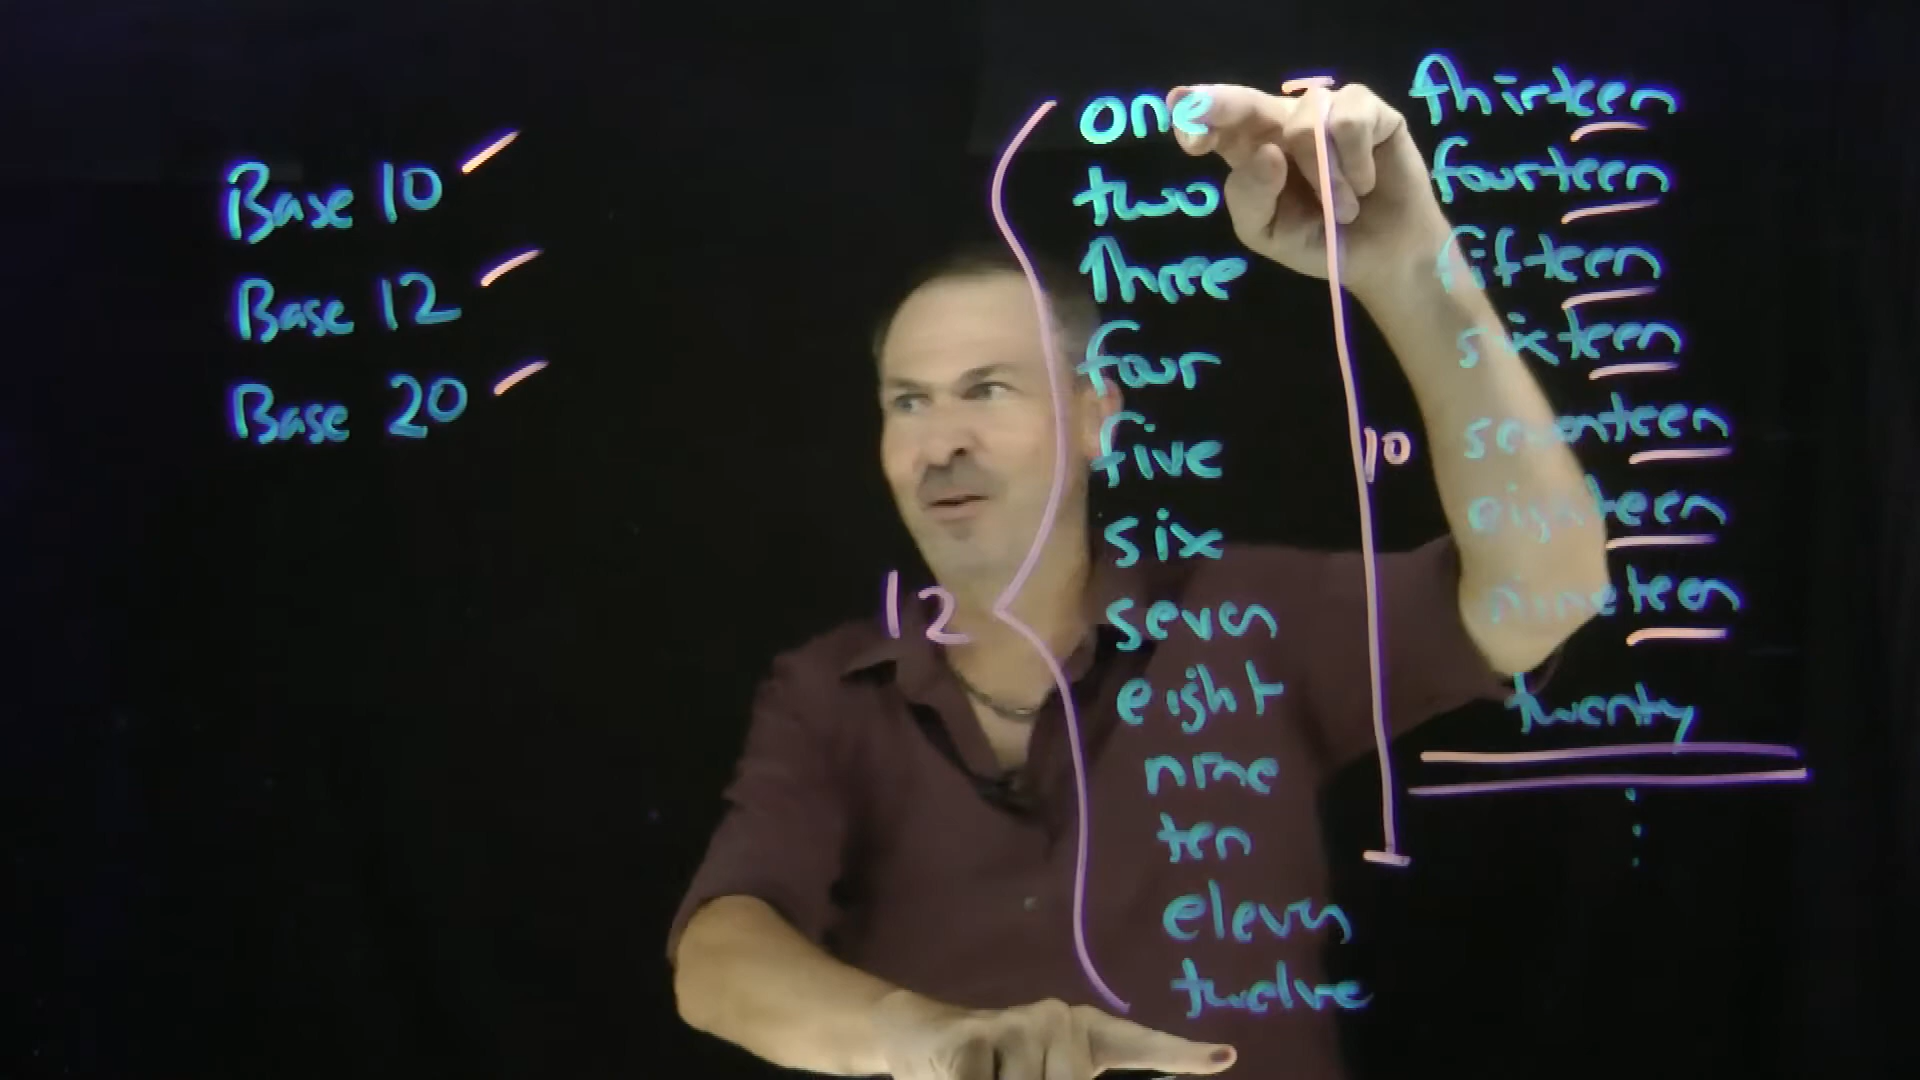 Base 10
Base 12
Base 20
12
one
two
three
four
five
six
seven
eight
nine
ten
eleven
twelve
10
thirteen
fourteen
fifteen
sixteen
seventeen
eighteen
nineteen
twenty